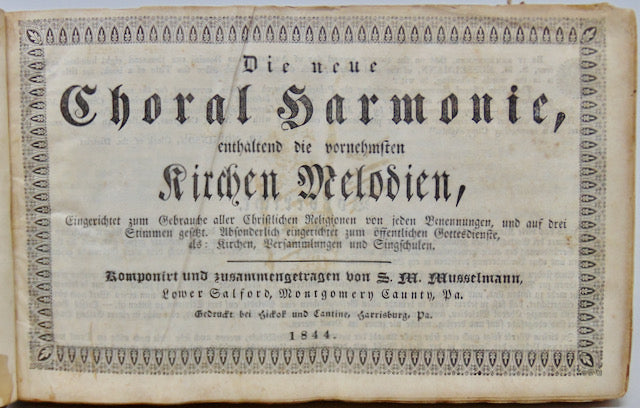 Die neue
Choral Harmonie,
enthaltend die vornehmsten
Kirchen Melodien,
Eingerichtet zum Gebrauche aller Christlichen Religionen von jeden Benennungen, und auf drei
Stimmen gesetzt. Absonderlich eingerichtet zum öffentlichen Gottesdienste,
als: Kirchen, Versammlungen und Singschulen.
Komponirt und zusammengetragen von S. M. Musselmann,
Lower Salford, Montgomery Caunty, Pa.
Gedruckt bei Hickok und Cantine, Harrisburg, Pa.
1844.